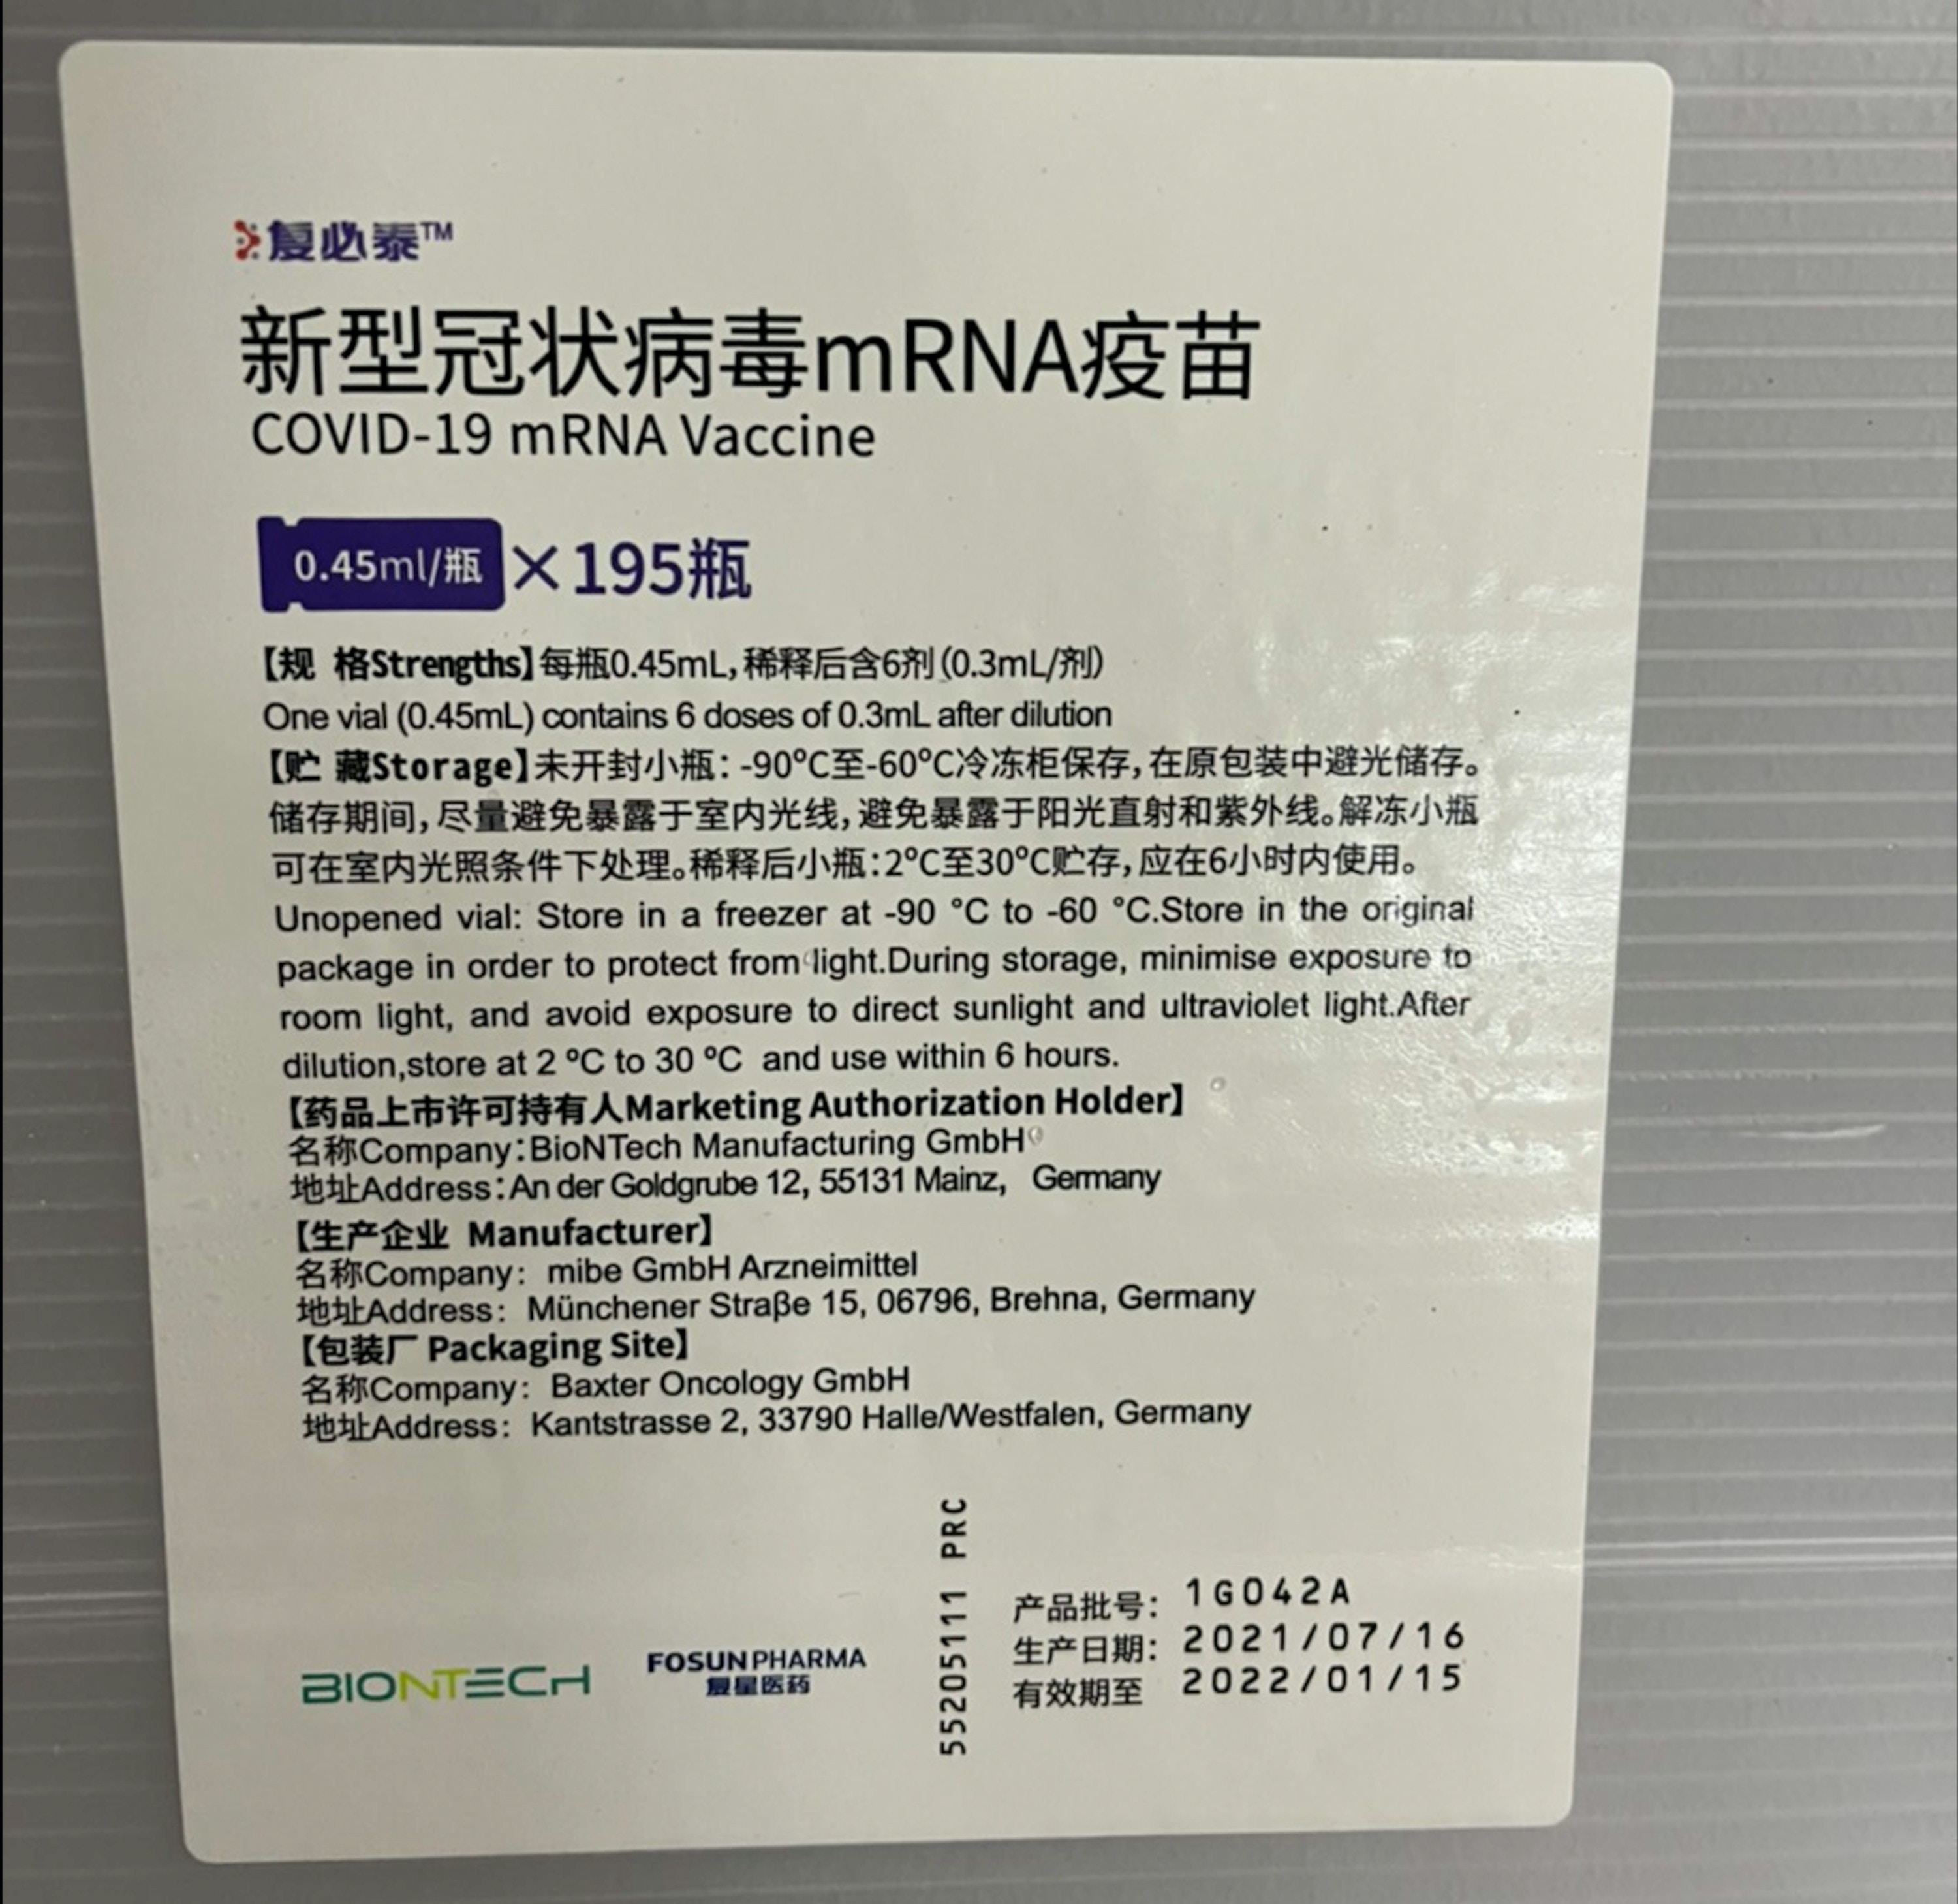 复必泰™
新型冠状病毒mRNA疫苗
COVID-19 mRNA Vaccine
0.45ml/瓶 ×195瓶
【规 格Strengths】每瓶0.45mL,稀释后含6剂(0.3mL/剂)
One vial (0.45mL) contains 6 doses of 0.3mL after dilution
【贮 藏Storage】未开封小瓶：-90℃至-60℃冷冻柜保存,在原包装中避光储存。
储存期间,尽量避免暴露于室内光线,避免暴露于阳光直射和紫外线。解冻小瓶
可在室内光照条件下处理。稀释后小瓶:2℃至30℃贮存,应在6小时内使用。
Unopened vial: Store in a freezer at -90 °C to -60 °C.Store in the original
package in order to protect from light.During storage, minimise exposure to
room light, and avoid exposure to direct sunlight and ultraviolet light.After
dilution,store at 2 ºC to 30 ºC and use within 6 hours.
【药品上市许可持有人Marketing Authorization Holder】
名称Company:BioNTech Manufacturing GmbH
地址Address:An der Goldgrube 12, 55131 Mainz, Germany
【生产企业 Manufacturer】
名称Company: mibe GmbH Arzneimittel
地址Address: Münchener Straβe 15, 06796, Brehna, Germany
【包装厂 Packaging Site】
名称Company: Baxter Oncology GmbH
地址Address: Kantstrasse 2, 33790 Halle/Westfalen, Germany
BIONTECH
FOSUN PHARMA
复星医药
55205111 PRC
产品批号: 1G042A
生产日期: 2021/07/16
有效期至 2022/01/15